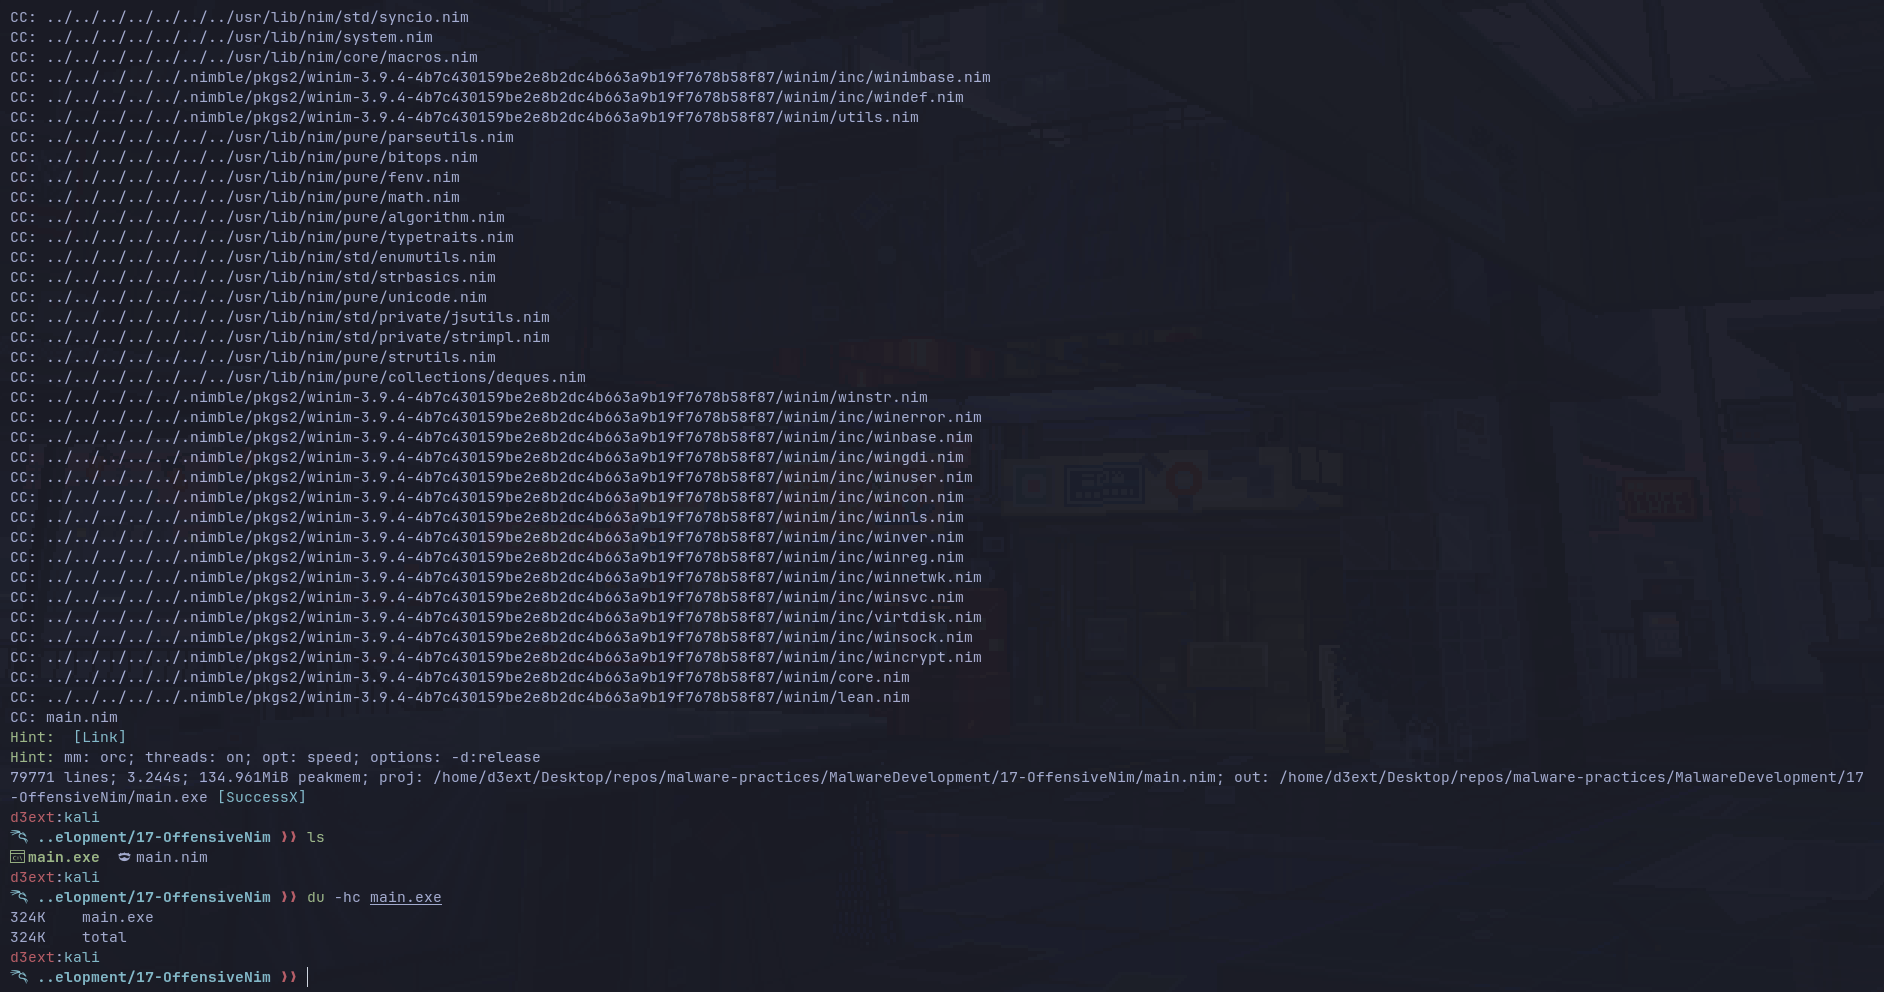 CC: ../../../../../../../usr/lib/nim/std/syncio.nim
CC: ../../../../../../../usr/lib/nim/system.nim
CC: ../../../../../../../usr/lib/nim/core/macros.nim
CC: ../../../../../.nimble/pkgs2/winim-3.9.4-4b7c430159be2e8b2dc4b663a9b19f7678b58f87/winim/inc/winimbase.nim
CC: ../../../../../.nimble/pkgs2/winim-3.9.4-4b7c430159be2e8b2dc4b663a9b19f7678b58f87/winim/inc/windef.nim
CC: ../../../../../.nimble/pkgs2/winim-3.9.4-4b7c430159be2e8b2dc4b663a9b19f7678b58f87/winim/utils.nim
CC: ../../../../../../../usr/lib/nim/pure/parseutils.nim
CC: ../../../../../../../usr/lib/nim/pure/bitops.nim
CC: ../../../../../../../usr/lib/nim/pure/fenv.nim
CC: ../../../../../../../usr/lib/nim/pure/math.nim
CC: ../../../../../../../usr/lib/nim/pure/algorithm.nim
CC: ../../../../../../../usr/lib/nim/pure/typetraits.nim
CC: ../../../../../../../usr/lib/nim/std/enumutils.nim
CC: ../../../../../../../usr/lib/nim/std/strbasics.nim
CC: ../../../../../../../usr/lib/nim/pure/unicode.nim
CC: ../../../../../../../usr/lib/nim/std/private/jsutils.nim
CC: ../../../../../../../usr/lib/nim/std/private/strimpl.nim
CC: ../../../../../../../usr/lib/nim/pure/strutils.nim
CC: ../../../../../../../usr/lib/nim/pure/collections/deques.nim
CC: ../../../../../.nimble/pkgs2/winim-3.9.4-4b7c430159be2e8b2dc4b663a9b19f7678b58f87/winim/winstr.nim
CC: ../../../../../.nimble/pkgs2/winim-3.9.4-4b7c430159be2e8b2dc4b663a9b19f7678b58f87/winim/inc/winerror.nim
CC: ../../../../../.nimble/pkgs2/winim-3.9.4-4b7c430159be2e8b2dc4b663a9b19f7678b58f87/winim/inc/winbase.nim
CC: ../../../../../.nimble/pkgs2/winim-3.9.4-4b7c430159be2e8b2dc4b663a9b19f7678b58f87/winim/inc/wingdi.nim
CC: ../../../../../.nimble/pkgs2/winim-3.9.4-4b7c430159be2e8b2dc4b663a9b19f7678b58f87/winim/inc/winuser.nim
CC: ../../../../../.nimble/pkgs2/winim-3.9.4-4b7c430159be2e8b2dc4b663a9b19f7678b58f87/winim/inc/wincon.nim
CC: ../../../../../.nimble/pkgs2/winim-3.9.4-4b7c430159be2e8b2dc4b663a9b19f7678b58f87/winim/inc/winnls.nim
CC: ../../../../../.nimble/pkgs2/winim-3.9.4-4b7c430159be2e8b2dc4b663a9b19f7678b58f87/winim/inc/winver.nim
CC: ../../../../../.nimble/pkgs2/winim-3.9.4-4b7c430159be2e8b2dc4b663a9b19f7678b58f87/winim/inc/winreg.nim
CC: ../../../../../.nimble/pkgs2/winim-3.9.4-4b7c430159be2e8b2dc4b663a9b19f7678b58f87/winim/inc/winnetwk.nim
CC: ../../../../../.nimble/pkgs2/winim-3.9.4-4b7c430159be2e8b2dc4b663a9b19f7678b58f87/winim/inc/winsvc.nim
CC: ../../../../../.nimble/pkgs2/winim-3.9.4-4b7c430159be2e8b2dc4b663a9b19f7678b58f87/winim/inc/virtdisk.nim
CC: ../../../../../.nimble/pkgs2/winim-3.9.4-4b7c430159be2e8b2dc4b663a9b19f7678b58f87/winim/inc/winsock.nim
CC: ../../../../../.nimble/pkgs2/winim-3.9.4-4b7c430159be2e8b2dc4b663a9b19f7678b58f87/winim/inc/wincrypt.nim
CC: ../../../../../.nimble/pkgs2/winim-3.9.4-4b7c430159be2e8b2dc4b663a9b19f7678b58f87/winim/core.nim
CC: ../../../../../.nimble/pkgs2/winim-3.9.4-4b7c430159be2e8b2dc4b663a9b19f7678b58f87/winim/lean.nim
CC: main.nim
Hint:  [Link]
Hint: mm: orc; threads: on; opt: speed; options: -d:release
79771 lines; 3.244s; 134.961MiB peakmem; proj: /home/d3ext/Desktop/repos/malware-practices/MalwareDevelopment/17-OffensiveNim/main.nim; out: /home/d3ext/Desktop/repos/malware-practices/MalwareDevelopment/17
-OffensiveNim/main.exe [SuccessX]
d3ext:kali
..elopment/17-OffensiveNim ❱❱ ls
main.exe  main.nim
d3ext:kali
..elopment/17-OffensiveNim ❱❱ du -hc main.exe
324K    main.exe
324K    total
d3ext:kali
..elopment/17-OffensiveNim ❱❱